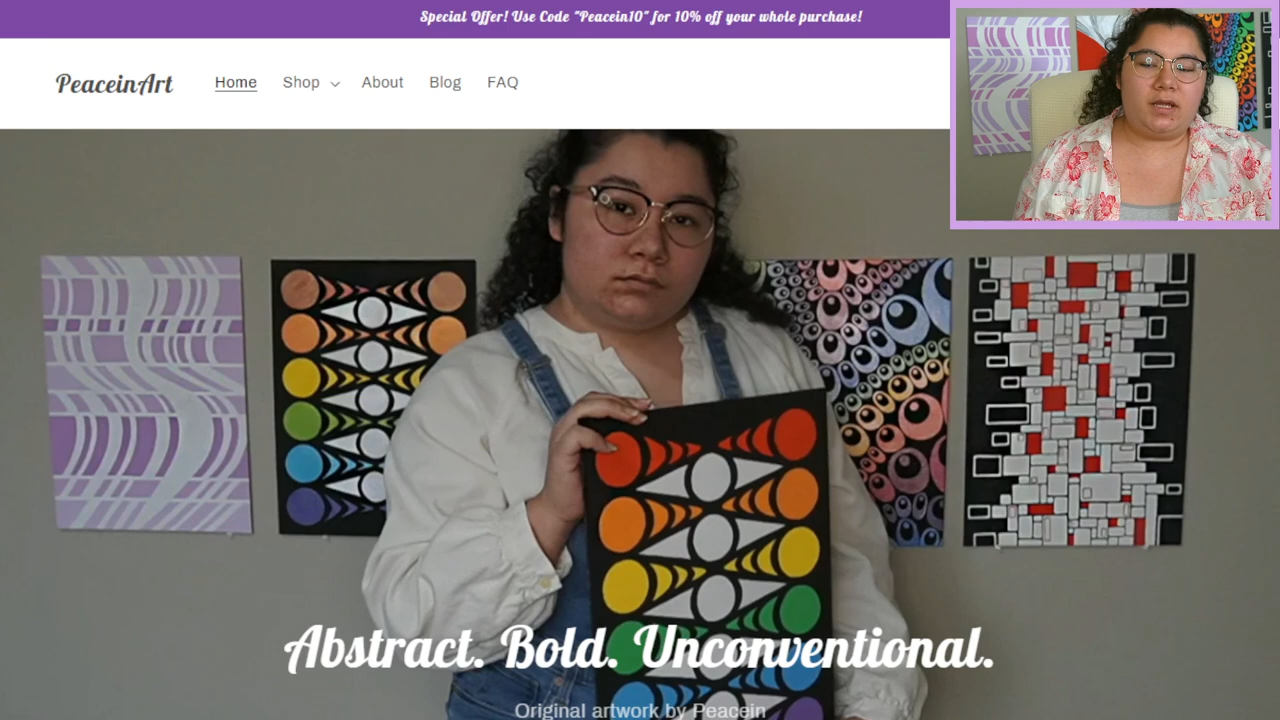 Special Offer! Use Code "Peacein10" for 10% off your whole purchase!
PeaceinArt
Home
Shop
About
Blog
FAQ
Abstract. Bold. Unconventional.
Original artwork by Peacein